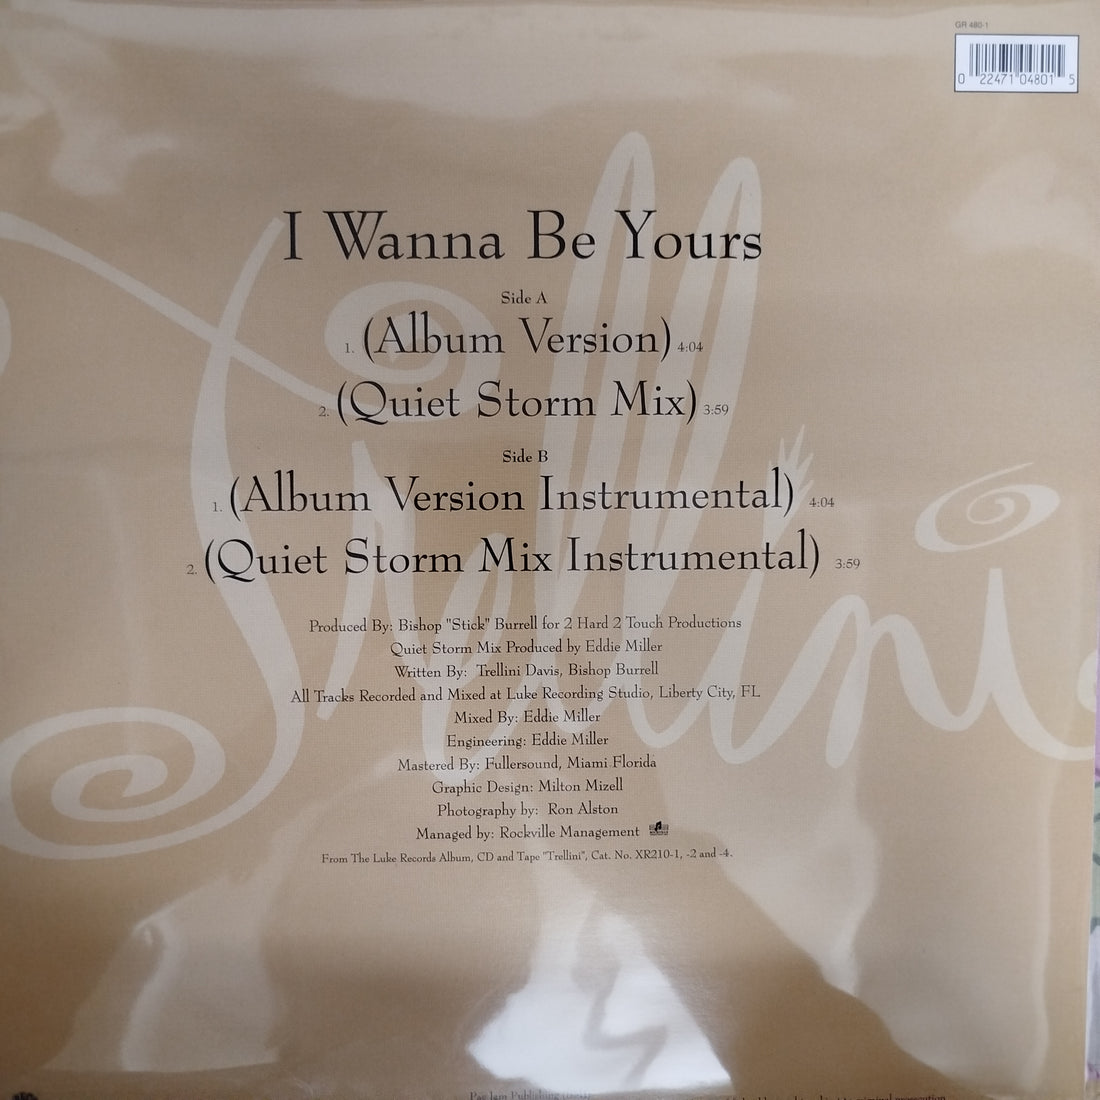 GR 480-1
0 22471 04801 5
Trellini
I Wanna Be Yours
Side A
1. (Album Version) 4:04
2. (Quiet Storm Mix) 3:59
Side B
1. (Album Version Instrumental) 4:04
2. (Quiet Storm Mix Instrumental) 3:59
Produced By: Bishop "Stick" Burrell for 2 Hard 2 Touch Productions
Quiet Storm Mix Produced by Eddie Miller
Written By: Trellini Davis, Bishop Burrell
All Tracks Recorded and Mixed at Luke Recording Studio, Liberty City, FL
Mixed By: Eddie Miller
Engineering: Eddie Miller
Mastered By: Fullersound, Miami Florida
Graphic Design: Milton Mizell
Photography by: Ron Alston
Managed by: Rockville Management
From The Luke Records Album, CD and Tape "Trellini", Cat. No. XR210-1, -2 and -4.
Pac Jam Publishing